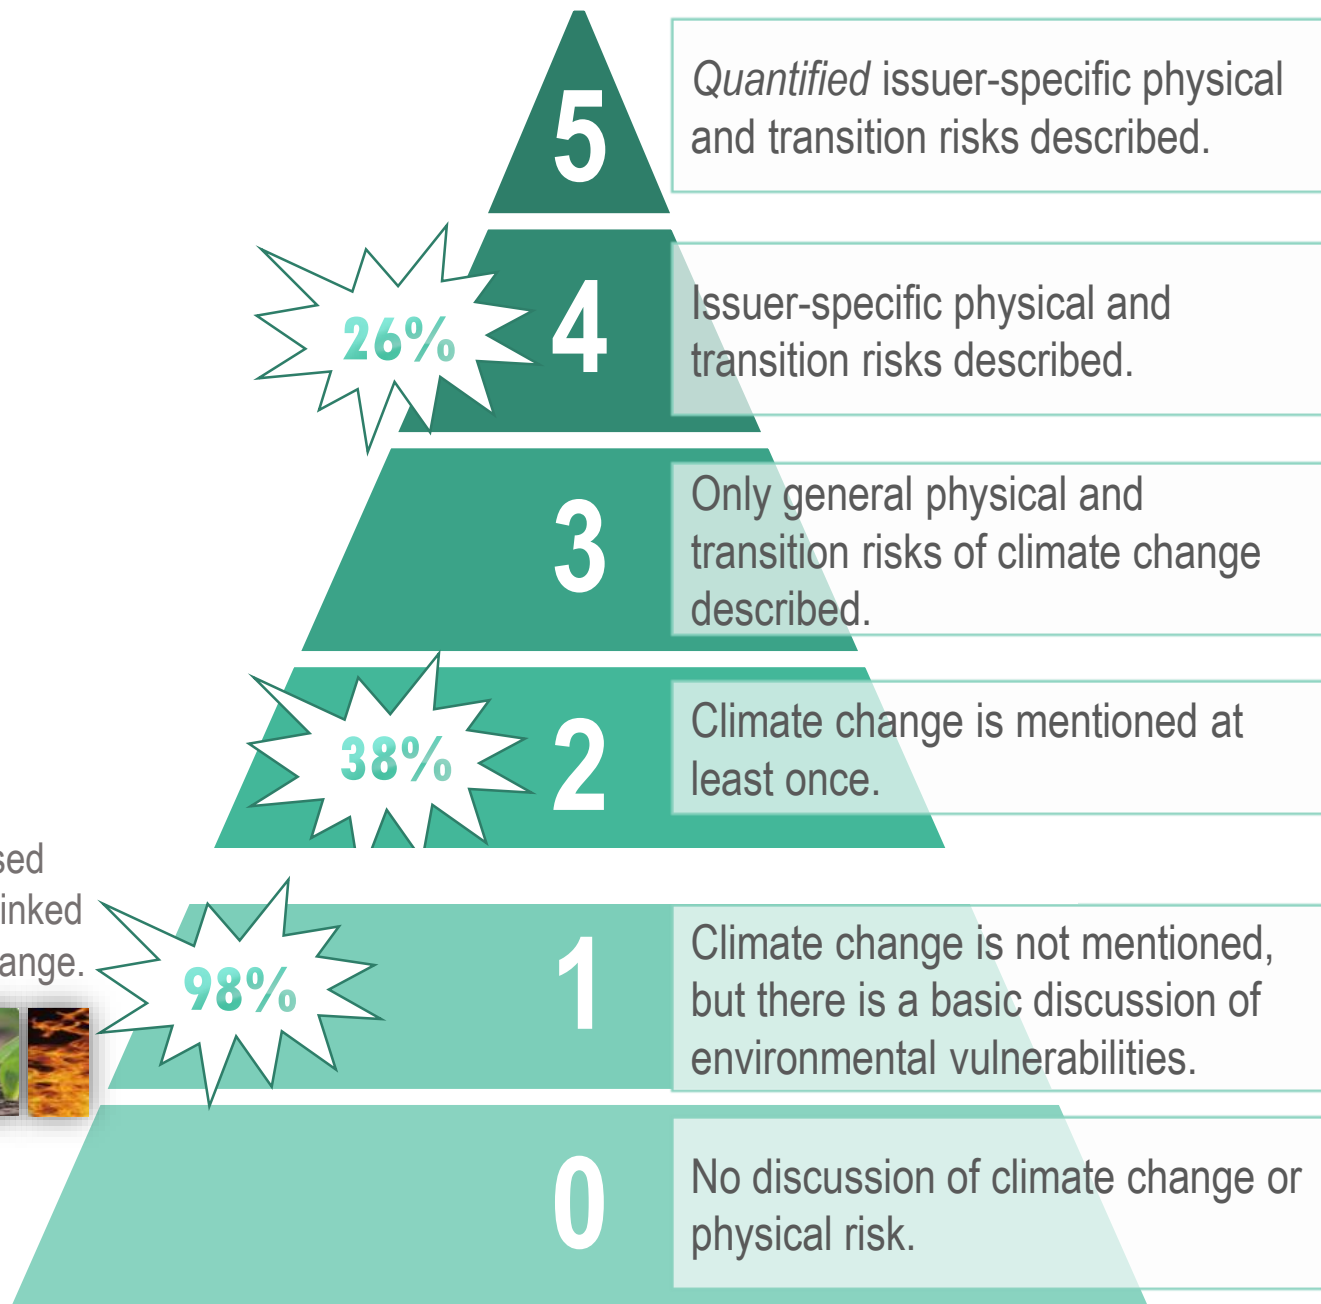 5
Quantified issuer-specific physical
and transition risks described.
26%
4
Issuer-specific physical and
transition risks described.
3
Only general physical and
transition risks of climate change
described.
38%
2
Climate change is mentioned at
least once.
sed
inked
ange.
98%
1
Climate change is not mentioned,
but there is a basic discussion of
environmental vulnerabilities.
0
No discussion of climate change or
physical risk.